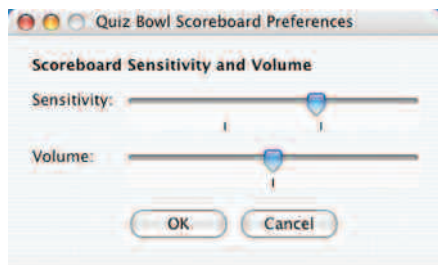 Quiz Bowl Scoreboard Preferences
Scoreboard Sensitivity and Volume
Sensitivity:
Volume:
OK Cancel